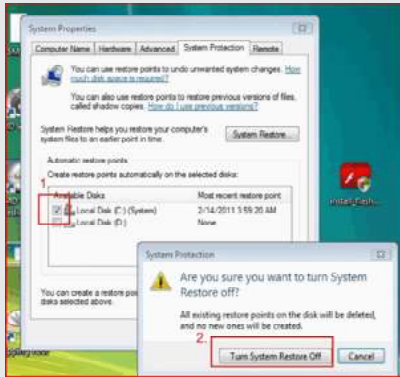 System Properties
Computer Name
Hardware
Advanced
System Protection
Remote
You can use restore points to undo unwanted system changes. How
much disk space is required?
You can also use restore points to restore previous versions of files,
called shadow copies. How do I use previous versions?
System Restore helps you restore your computer's
system files to an earlier point in time.
System Restore...
Automatic restore points
Create restore points automatically on the selected disks:
1
Available Disks
Most recent restore point
Local Disk (C:) (System)
2/14/2011 3:59:20 AM
Local Disk (D:)
None
You can create a restore poi
disks selected above.
System Protection
Are you sure you want to turn System
Restore off?
All existing restore points on the disk will be deleted,
and no new ones will be created.
2.
Turn System Restore Off
Cancel